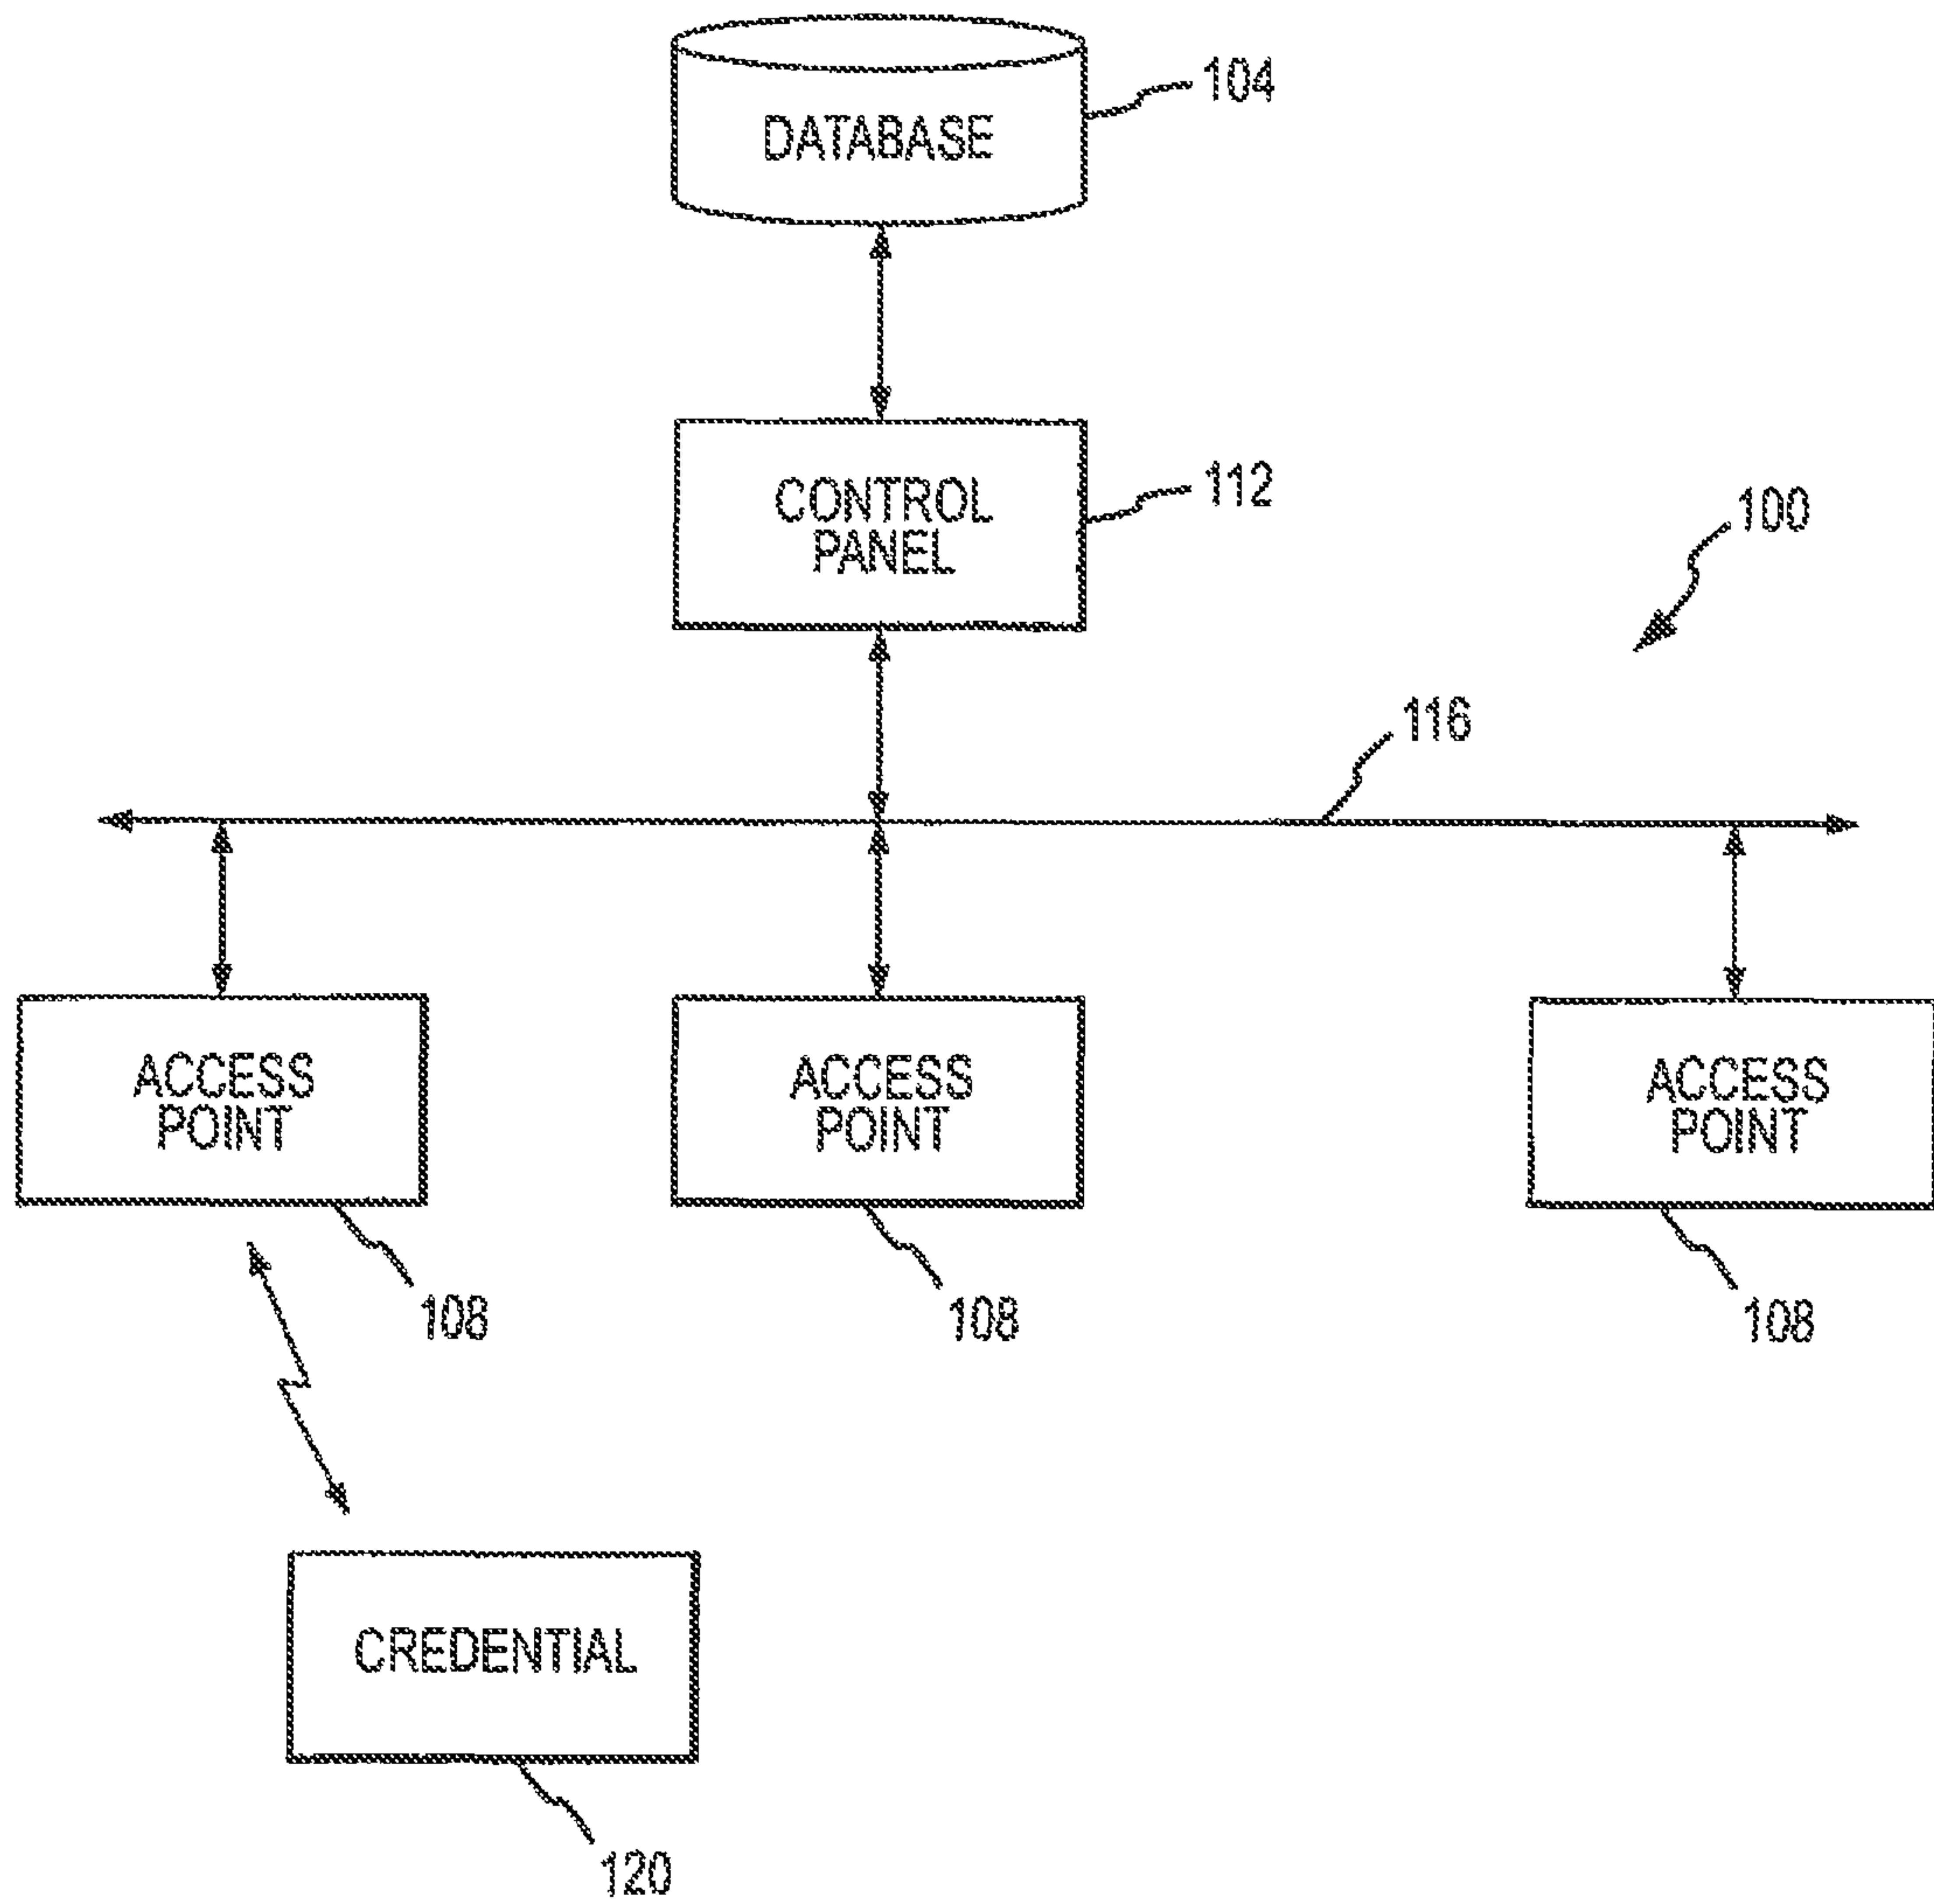 DATABASE
104
CONTROL
PANEL
112
100
116
ACCESS
POINT
ACCESS
POINT
ACCESS
POINT
108
108
108
CREDENTIAL
120